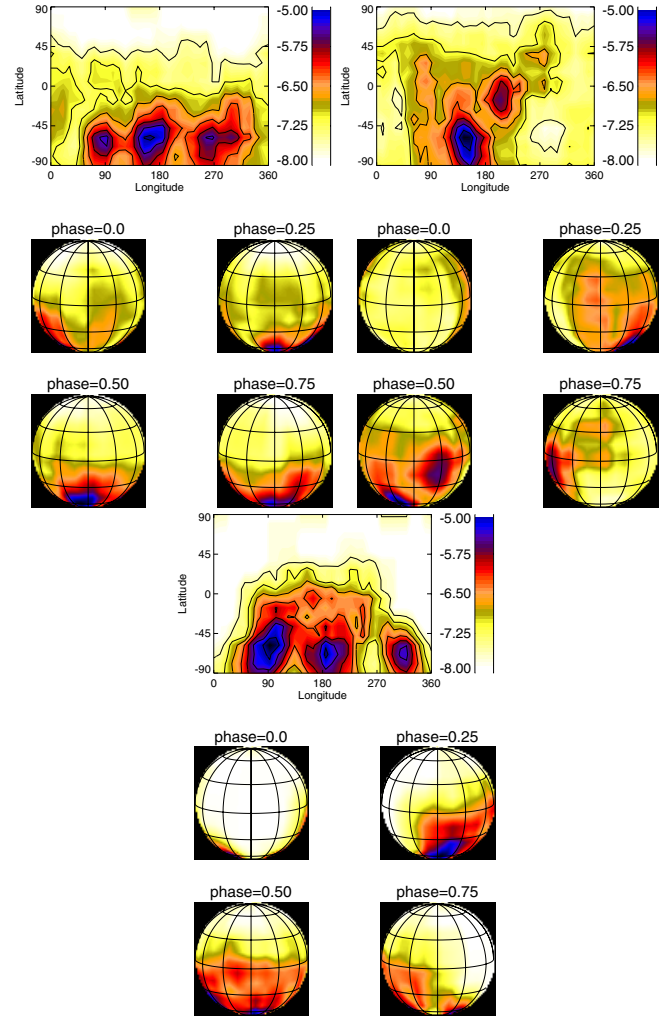 90
45
0
-45
-90
Latitude
0 90 180 270 360
Longitude
-5.00
-5.75
-6.50
-7.25
-8.00
90
45
0
-45
-90
Latitude
0 90 180 270 360
Longitude
-5.00
-5.75
-6.50
-7.25
-8.00
phase=0.0 phase=0.25 phase=0.0 phase=0.25
phase=0.50 phase=0.75 phase=0.50 phase=0.75
90
45
0
-45
-90
Latitude
0 90 180 270 360
Longitude
-5.00
-5.75
-6.50
-7.25
-8.00
phase=0.0 phase=0.25
phase=0.50 phase=0.75